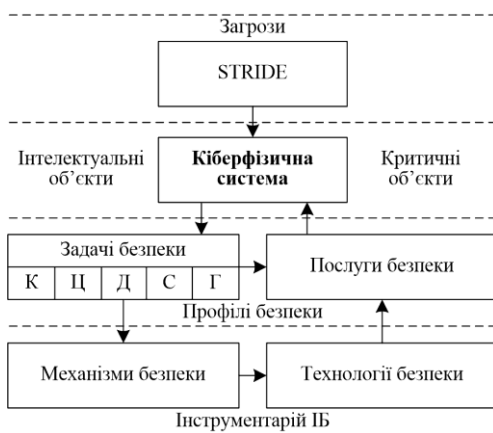 Загрози
STRIDE
Інтелектуальні
об’єкти
Кіберфізична
система
Критичні
об’єкти
Задачі безпеки
К Ц Д С Г
Послуги безпеки
Профілі безпеки
Механізми безпеки
Технології безпеки
Інструментарій ІБ